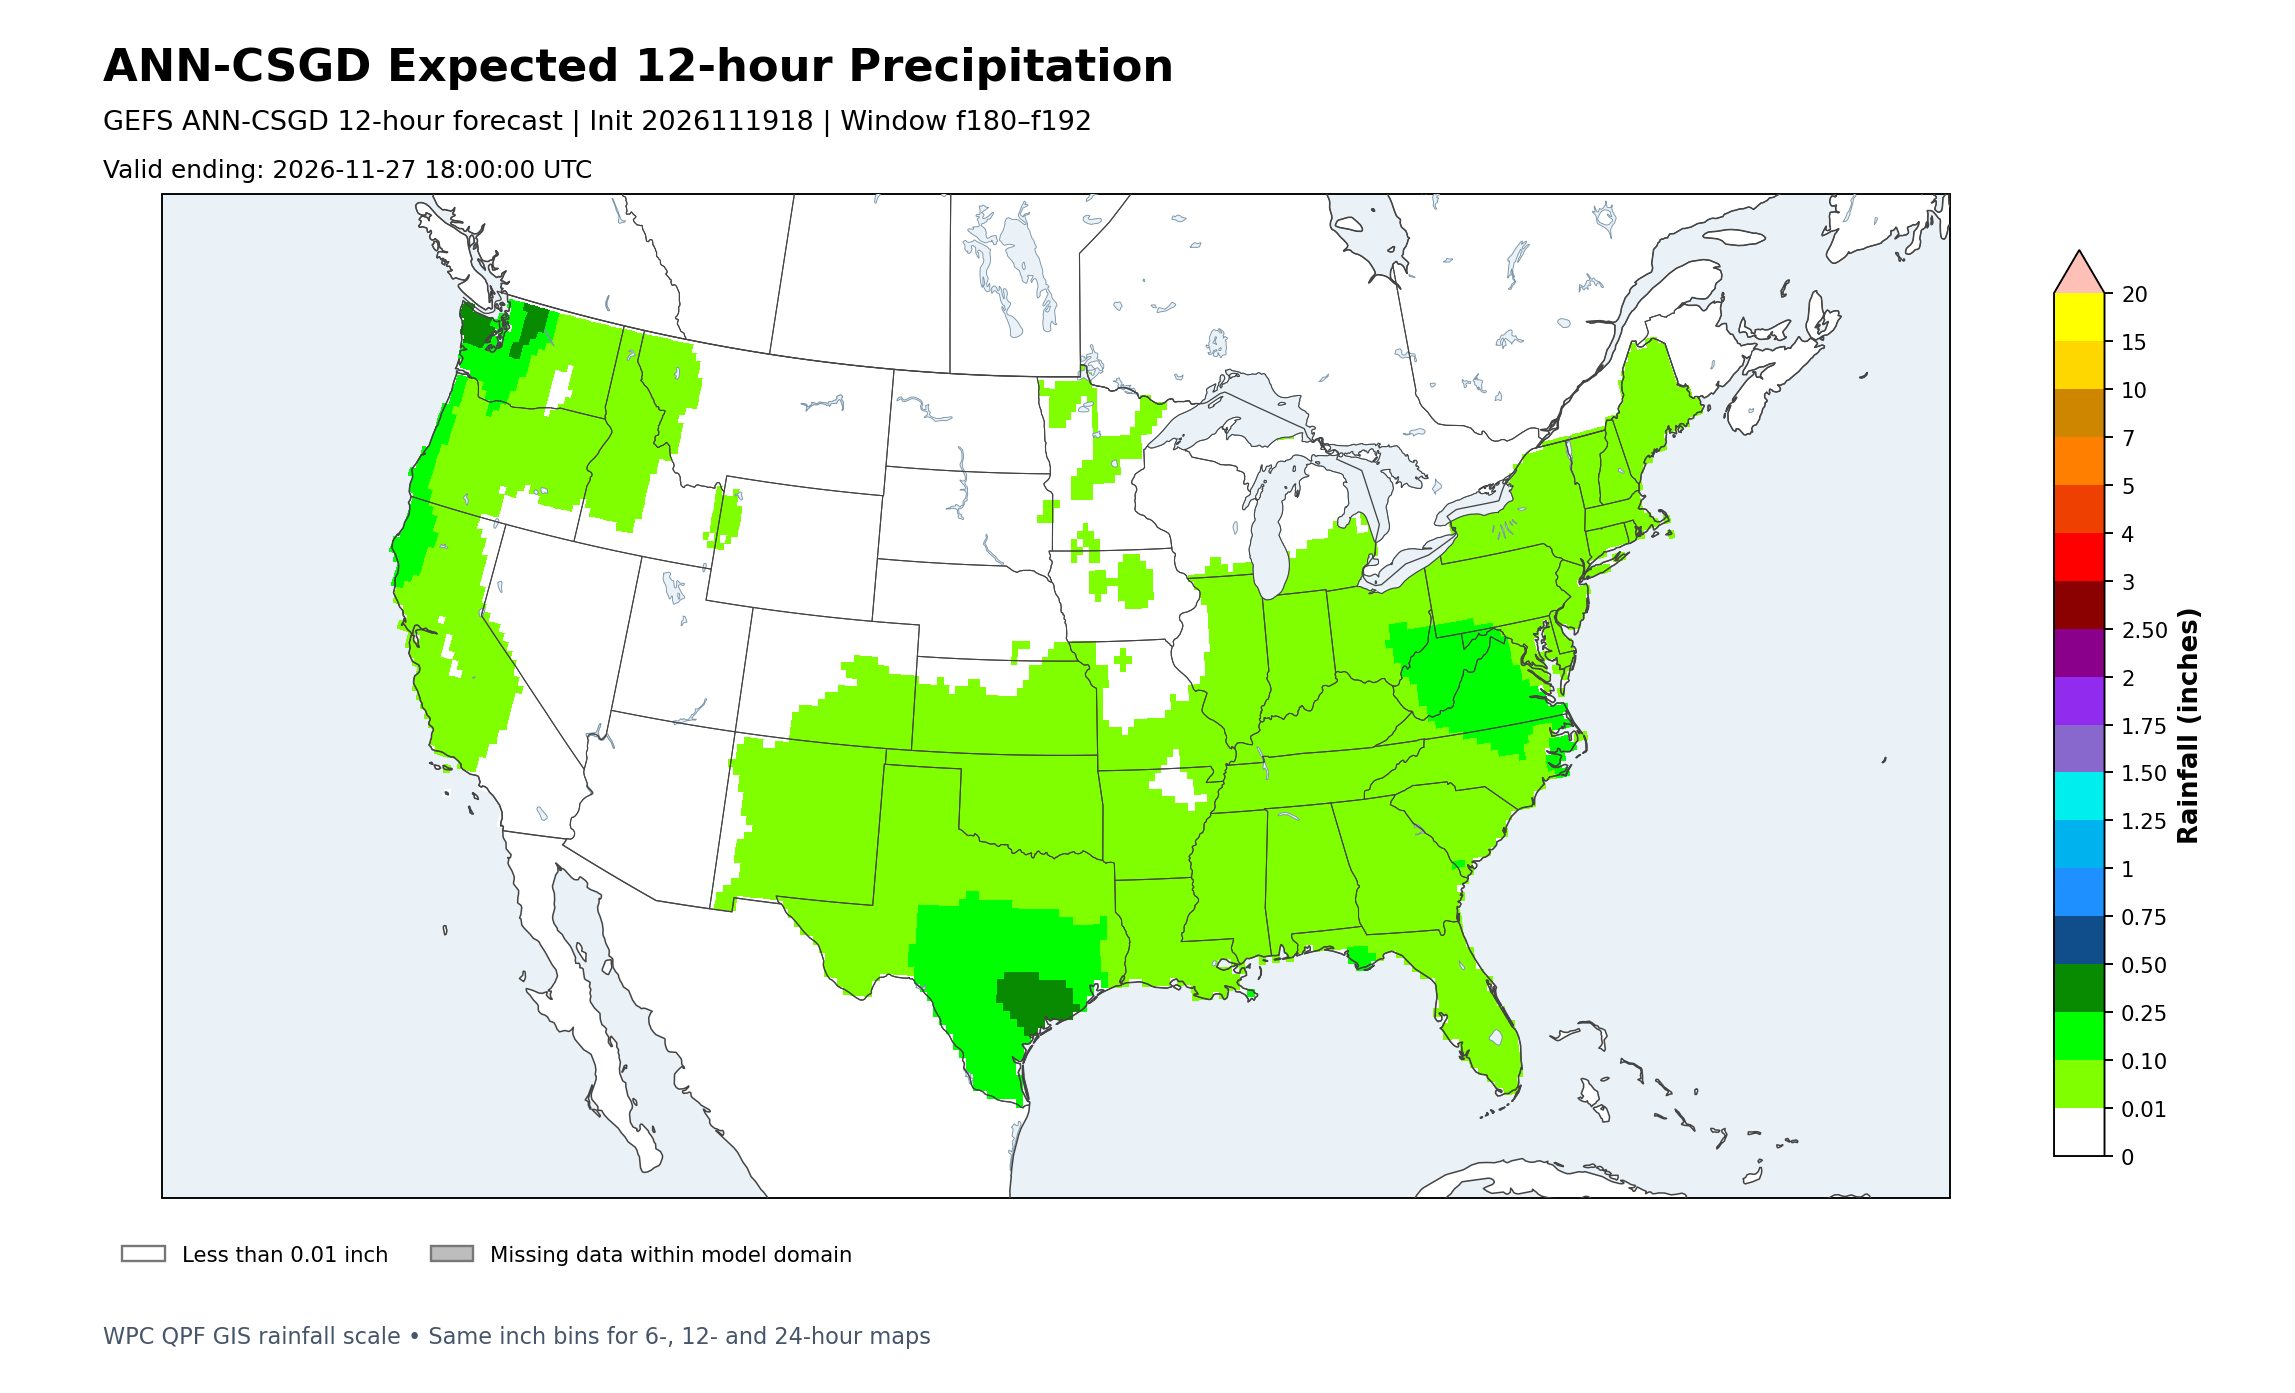 ANN-CSGD Expected 12-hour Precipitation
GEFS ANN-CSGD 12-hour forecast | Init 2026111918 | Window f180–f192
Valid ending: 2026-11-27 18:00:00 UTC
20
15
10
7
5
4
3
2.50
2
1.75
1.50
1.25
1
0.75
0.50
0.25
0.10
0.01
0
Rainfall (inches)
Less than 0.01 inch
Missing data within model domain
WPC QPF GIS rainfall scale • Same inch bins for 6-, 12- and 24-hour maps